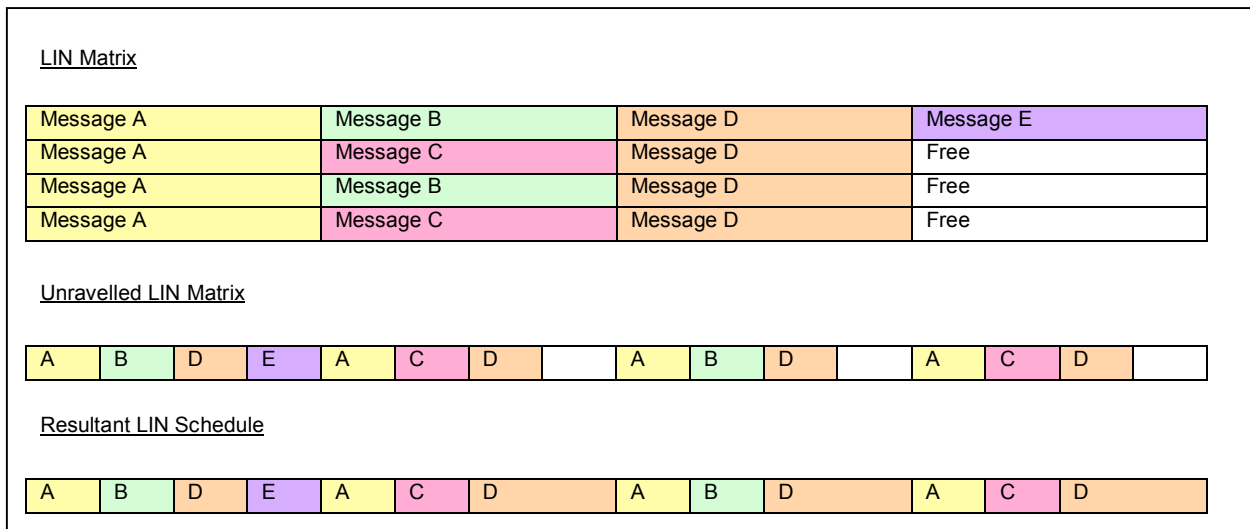 LIN Matrix
Message A Message B Message D Message E
Message A Message C Message D Free
Message A Message B Message D Free
Message A Message C Message D Free
Unravelled LIN Matrix
A B D E A C D A B D A C D
Resultant LIN Schedule
A B D E A C D A B D A C D